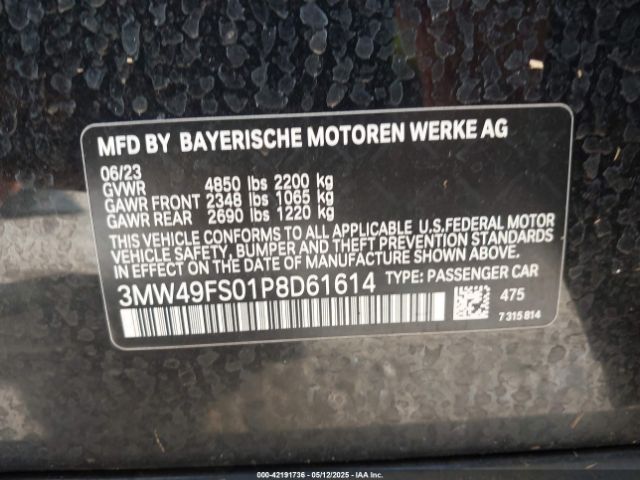 MFD BY BAYERISCHE MOTOREN WERKE AG
06/23
GVWR 4850 lbs 2200 kg
GAWR FRONT 2348 lbs 1065 kg
GAWR REAR 2690 lbs 1220 kg
THIS VEHICLE CONFORMS TO ALL APPLICABLE U.S.FEDERAL MOTOR
VEHICLE SAFETY, BUMPER AND THEFT PREVENTION STANDARDS
IN EFFECT ON THE DATE OF MANUFACTURE SHOWN ABOVE.
3MW49FS01P8D61614 TYPE: PASSENGER CAR
475
7 315 814
000-42191736 - 05/12/2025 - IAAI.COM